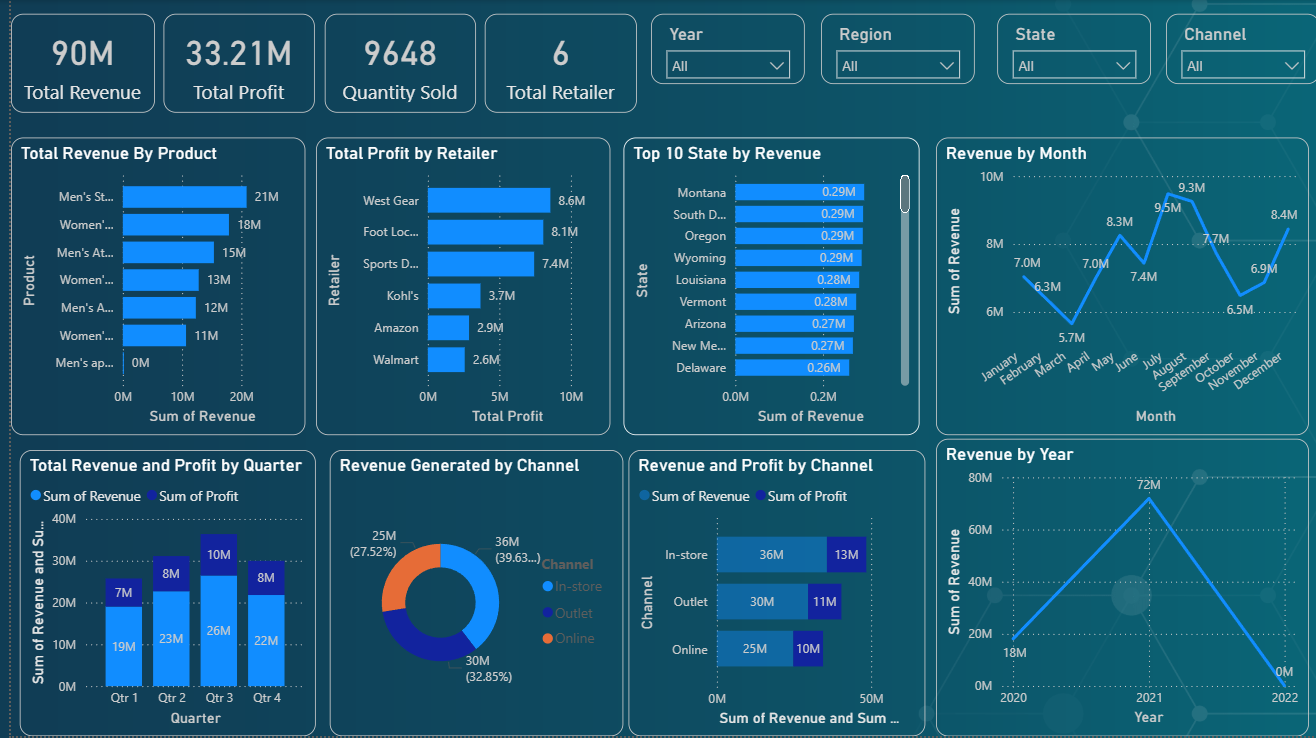 90M
Total Revenue
33.21M
Total Profit
9648
Quantity Sold
6
Total Retailer
Year
All
Region
All
State
All
Channel
All
Total Revenue By Product
Product
Men's St...
21M
Women'...
18M
Men's At...
15M
Women'...
13M
Men's A...
12M
Women'...
11M
Men's ap...
0M
0M 10M 20M
Sum of Revenue
Total Profit by Retailer
Retailer
West Gear
8.6M
Foot Loc...
8.1M
Sports D...
7.4M
Kohl's
3.7M
Amazon
2.9M
Walmart
2.6M
0M 5M 10M
Total Profit
Top 10 State by Revenue
State
Montana
0.29M
South D...
0.29M
Oregon
0.29M
Wyoming
0.29M
Louisiana
0.28M
Vermont
0.28M
Arizona
0.27M
New Me...
0.27M
Delaware
0.26M
0.0M 0.2M
Sum of Revenue
Revenue by Month
Sum of Revenue
10M
8M
6M
7.0M
6.3M
5.7M
7.0M
8.3M
7.4M
9.5M
9.3M
7.7M
6.5M
6.9M
8.4M
January
February
March
April
May
June
July
August
September
October
November
December
Month
Total Revenue and Profit by Quarter
Sum of Revenue Sum of Profit
Sum of Revenue and Su...
40M
30M
20M
10M
0M
7M
19M
8M
23M
10M
26M
8M
22M
Qtr 1 Qtr 2 Qtr 3 Qtr 4
Quarter
Revenue Generated by Channel
25M
(27.52%)
36M
(39.63...)
30M
(32.85%)
Channel
In-store
Outlet
Online
Revenue and Profit by Channel
Sum of Revenue Sum of Profit
Channel
In-store
36M 13M
Outlet
30M 11M
Online
25M 10M
0M 50M
Sum of Revenue and Sum ...
Revenue by Year
Sum of Revenue
80M
60M
40M
20M
0M
18M
72M
0M
2020 2021 2022
Year